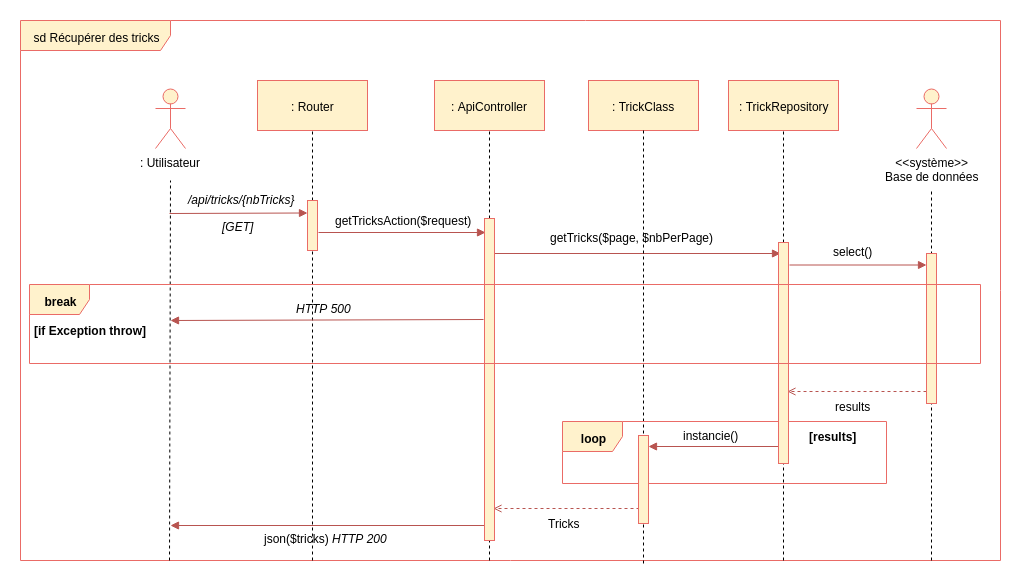 sd Récupérer des tricks
: Router
: ApiController
: TrickClass
: TrickRepository
: Utilisateur
<<système>>
Base de données
/api/tricks/{nbTricks}
[GET]
getTricksAction($request)
getTricks($page, $nbPerPage)
select()
break
HTTP 500
[if Exception throw]
results
loop
instancie()
[results]
Tricks
json($tricks) HTTP 200